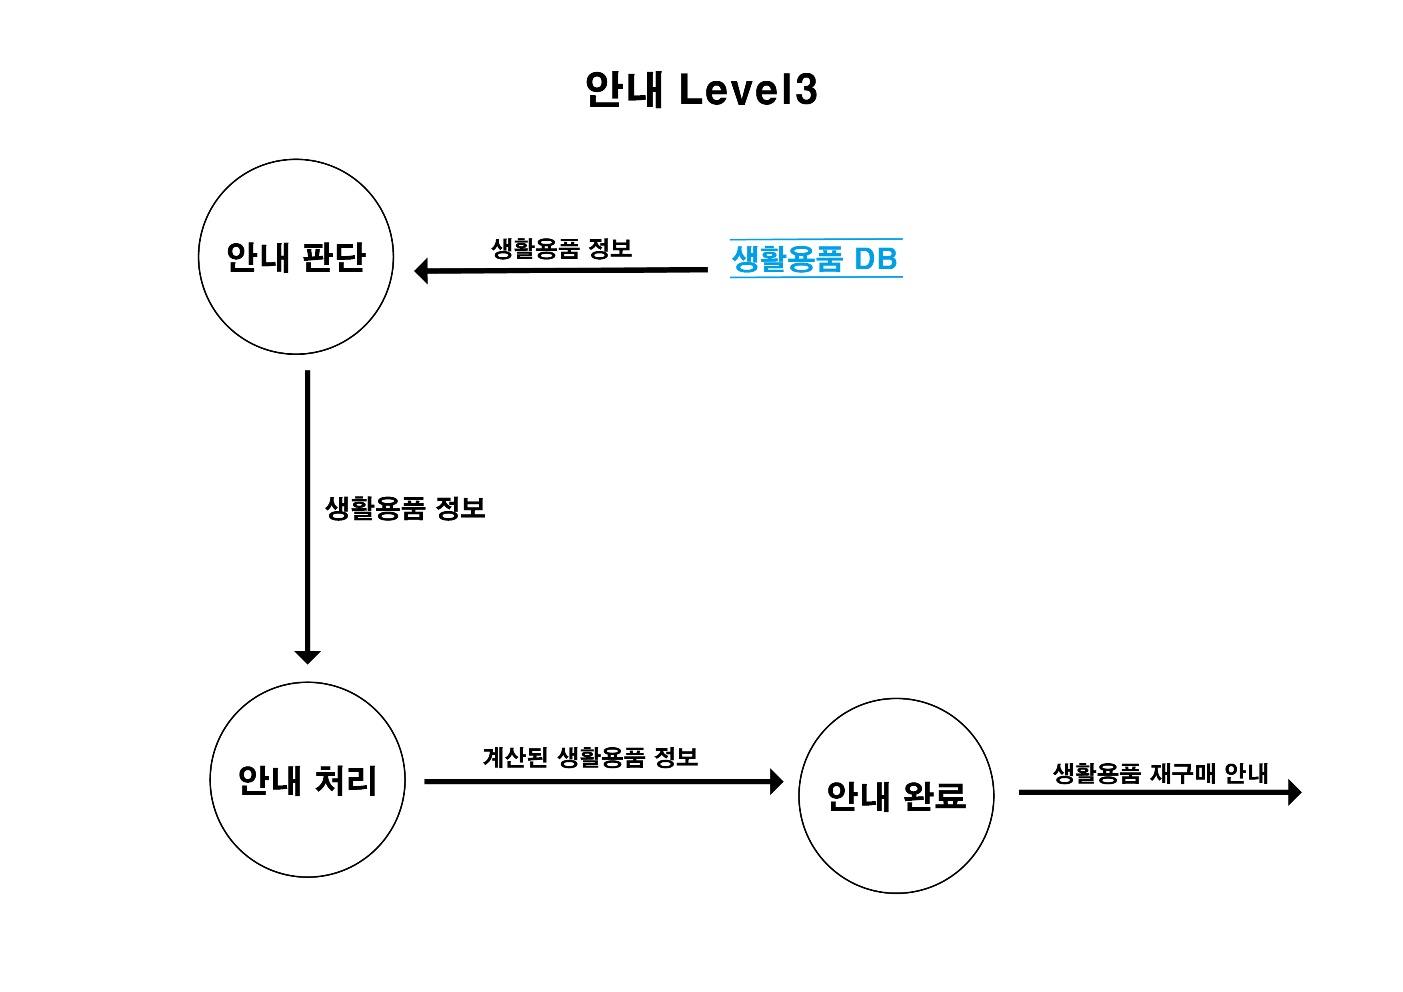 안내 Level3
안내 판단
생활용품 정보
생활용품 DB
생활용품 정보
안내 처리
계산된 생활용품 정보
안내 완료
생활용품 재구매 안내